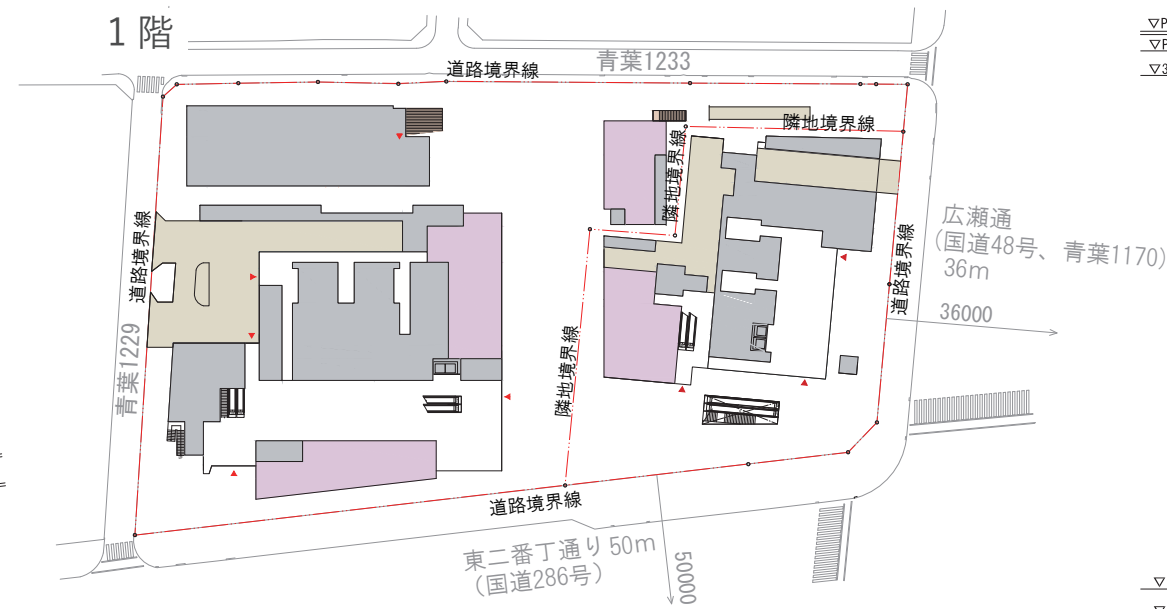 1 階
▽P
▽P
▽3
道路境界線
青葉1233
隣地境界線
隣地境界線
道路境界線
広瀬通
(国道48号、青葉1170)
36m
道路境界線
36000
青葉1229
隣地境界線
道路境界線
東二番丁通り 50m
(国道286号)
50000
▽
▽